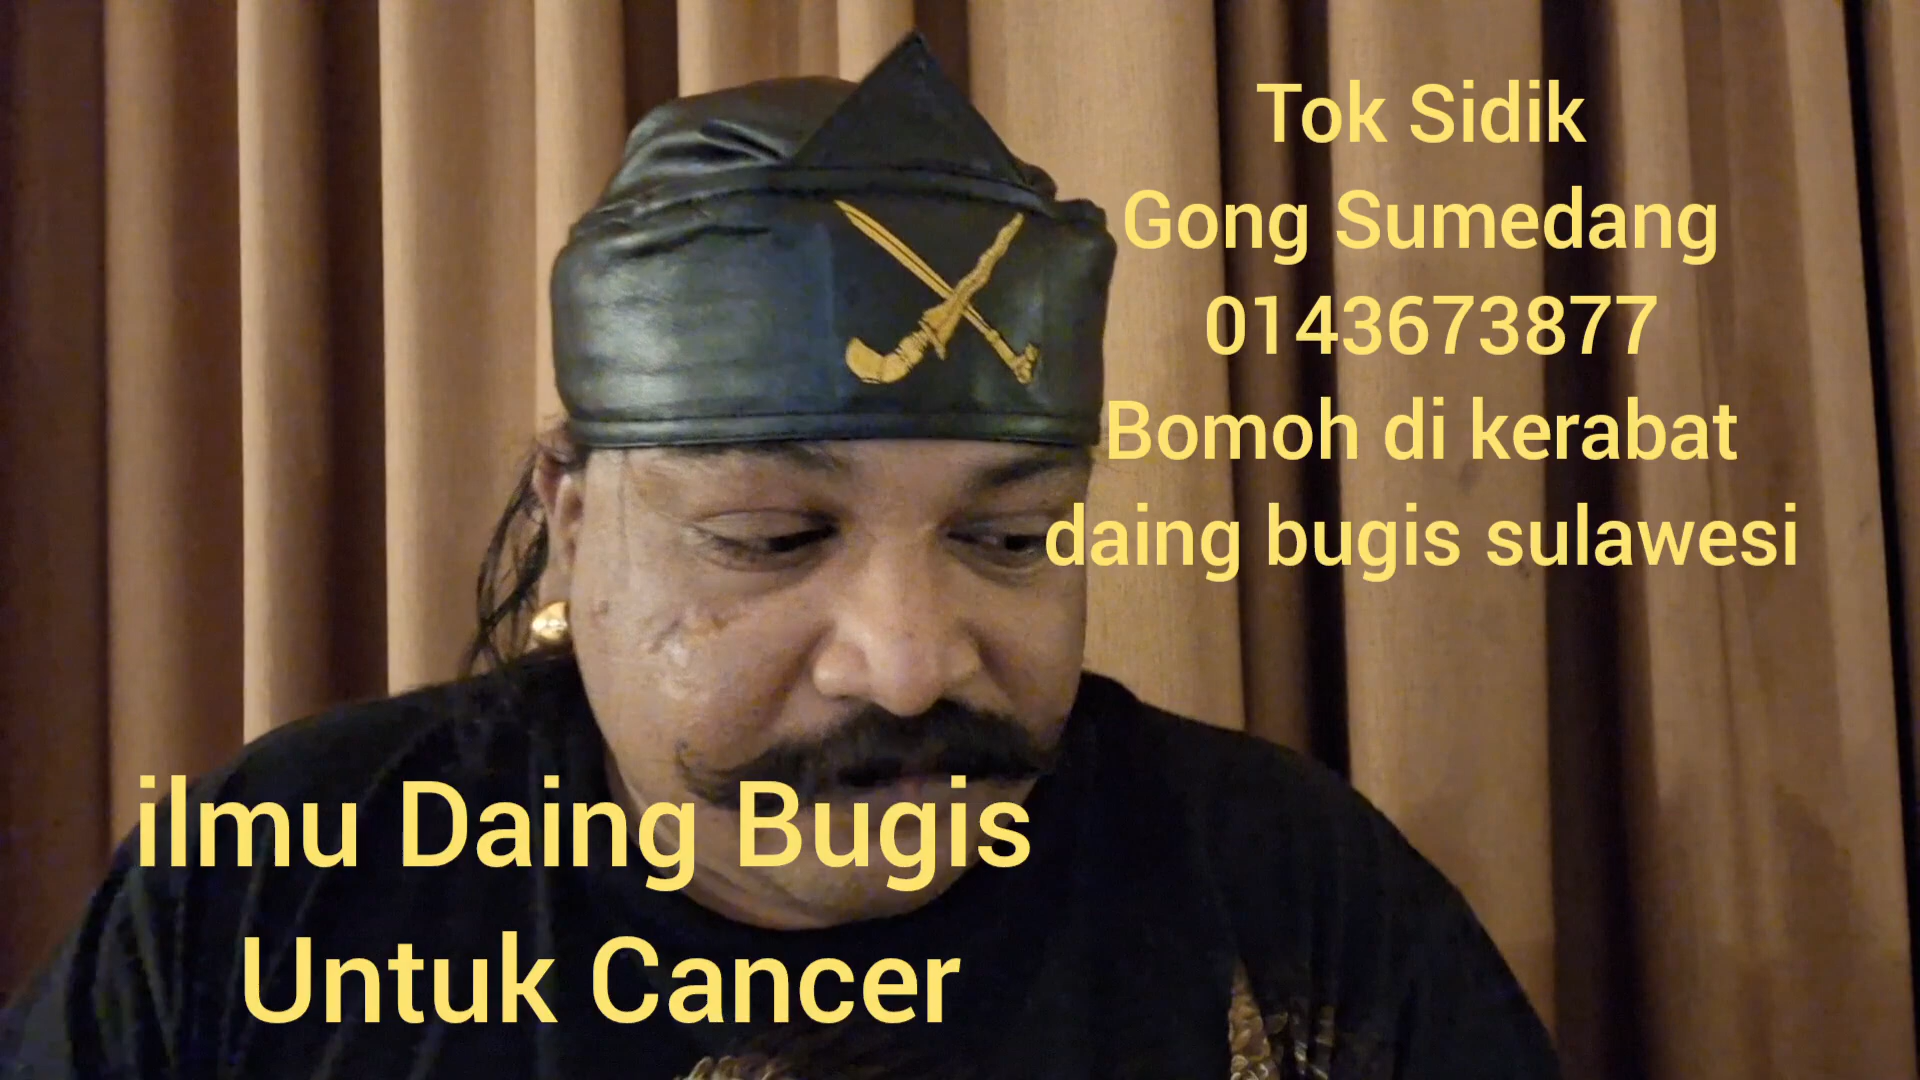 Tok Sidik
Gong Sumedang
0143673877
Bomoh di kerabat
daing bugis sulawesi
ilmu Daing Bugis
Untuk Cancer